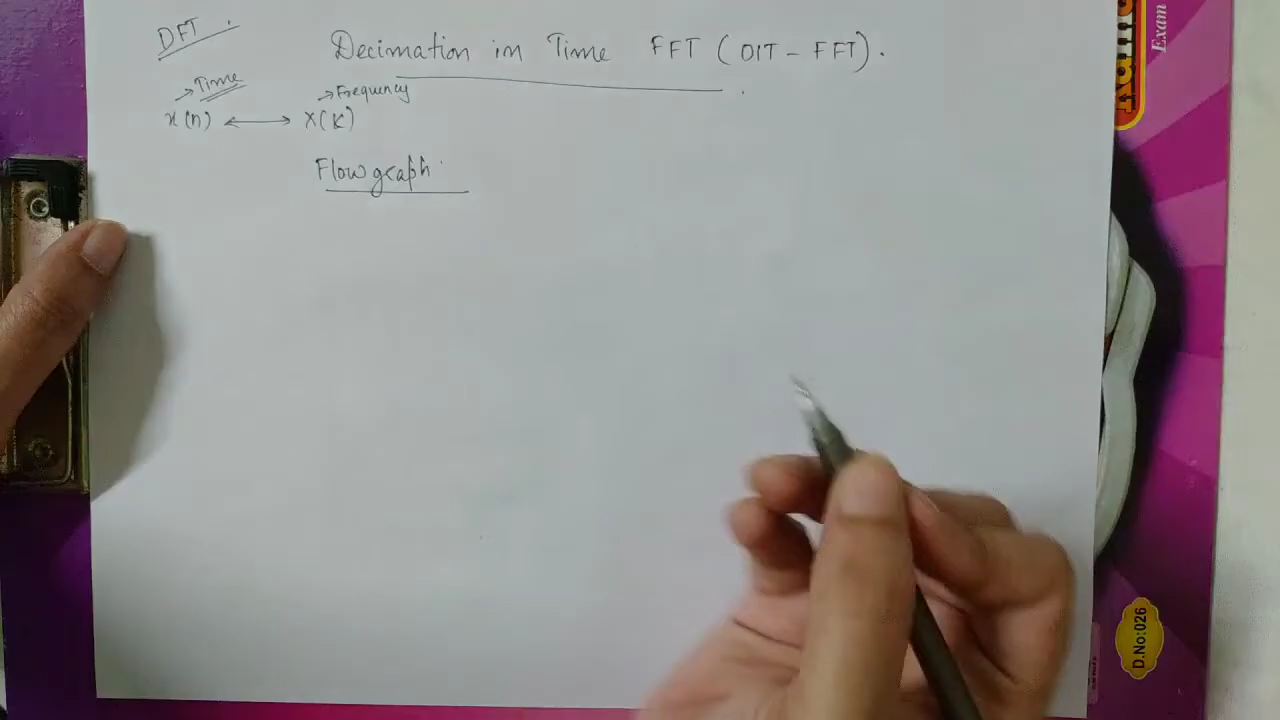 DFT.
Decimation in Time FFT (DIT - FFT).
→ Time
→ Frequency
x(n) ⟷ X(K)
Flow graph
Exam
D.No:026